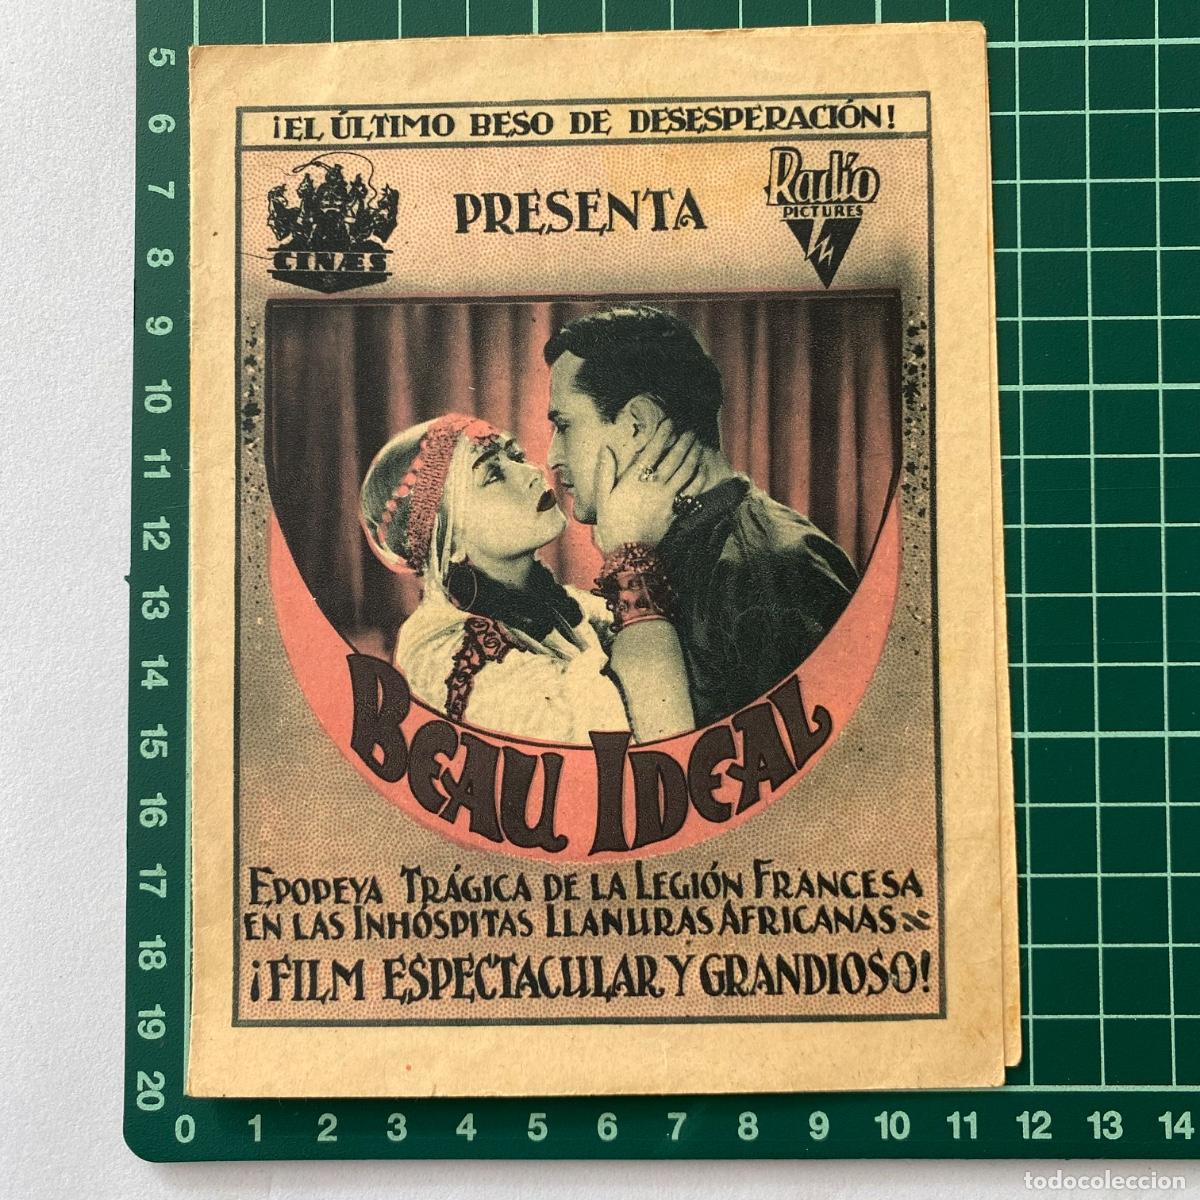 ¡EL ÚLTIMO BESO DE DESESPERACIÓN!
CINÆS
PRESENTA
Radio
PICTURES
BEAU IDEAL
EPOPEYA TRÁGICA DE LA LEGIÓN FRANCESA
EN LAS INHÓSPITAS LLANURAS AFRICANAS
¡FILM ESPECTACULAR Y GRANDIOSO!
5
6
7
8
9
10
11
12
13
14
15
16
17
18
19
20
0 1 2 3 4 5 6 7 8 9 10 11 12 13 14
todocoleccion